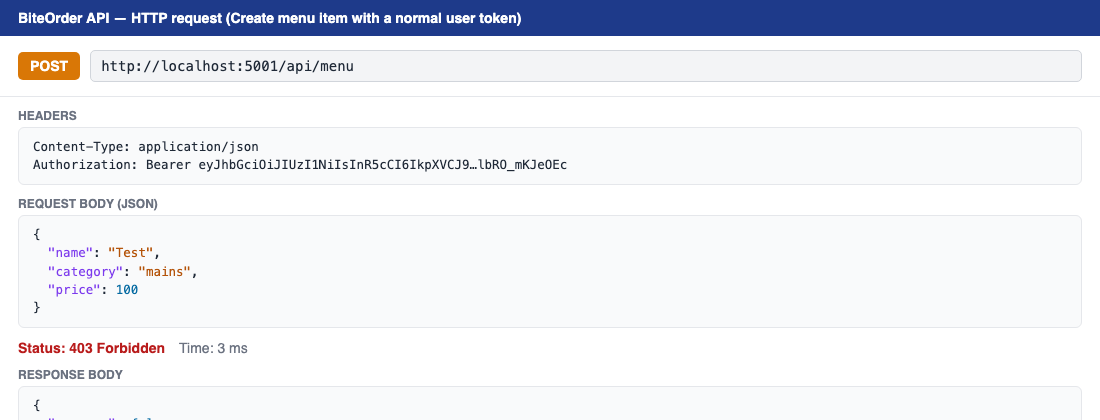 BiteOrder API — HTTP request (Create menu item with a normal user token)
POST http://localhost:5001/api/menu
HEADERS
Content-Type: application/json
Authorization: Bearer eyJhbGciOiJIUzI1NiIsInR5cCI6IkpXVCJ9…lbRO_mKJeOEc
REQUEST BODY (JSON)
{
"name": "Test",
"category": "mains",
"price": 100
}
Status: 403 Forbidden Time: 3 ms
RESPONSE BODY
{